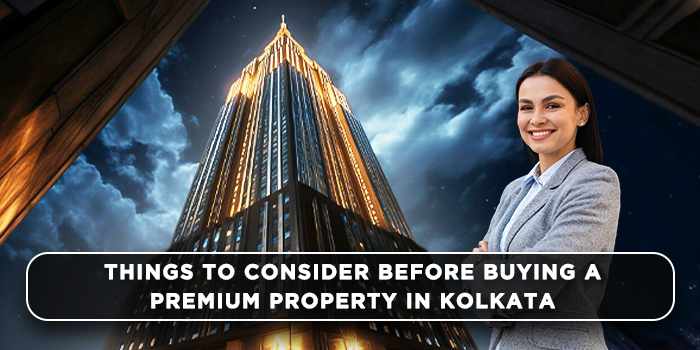 THINGS TO CONSIDER BEFORE BUYING A
PREMIUM PROPERTY IN KOLKATA